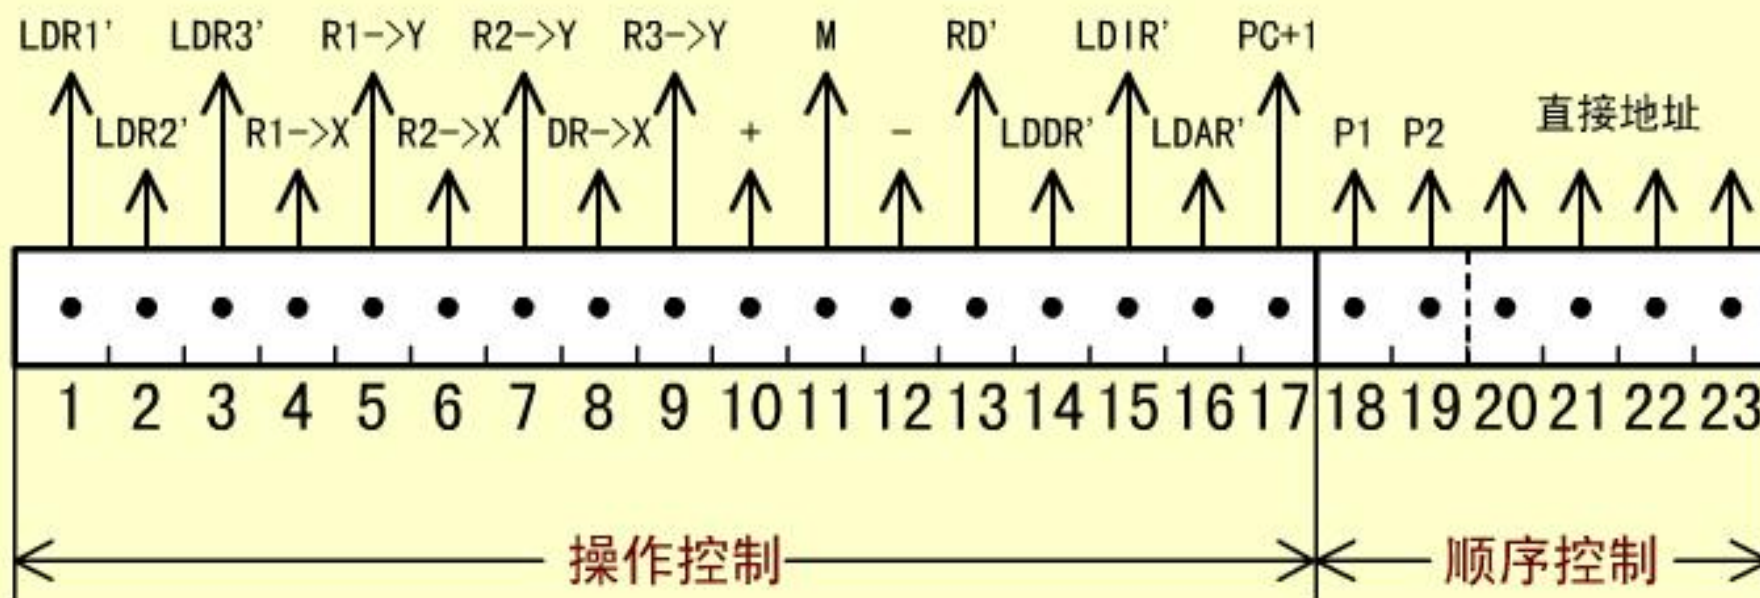 LDR1' LDR3' R1->Y R2->Y R3->Y M RD' LDIR' PC+1
LDR2' R1->X R2->X DR->X + - LDDR' LDAR' P1 P2 直接地址
1 2 3 4 5 6 7 8 9 10 11 12 13 14 15 16 17 18 19 20 21 22 23
操作控制 顺序控制